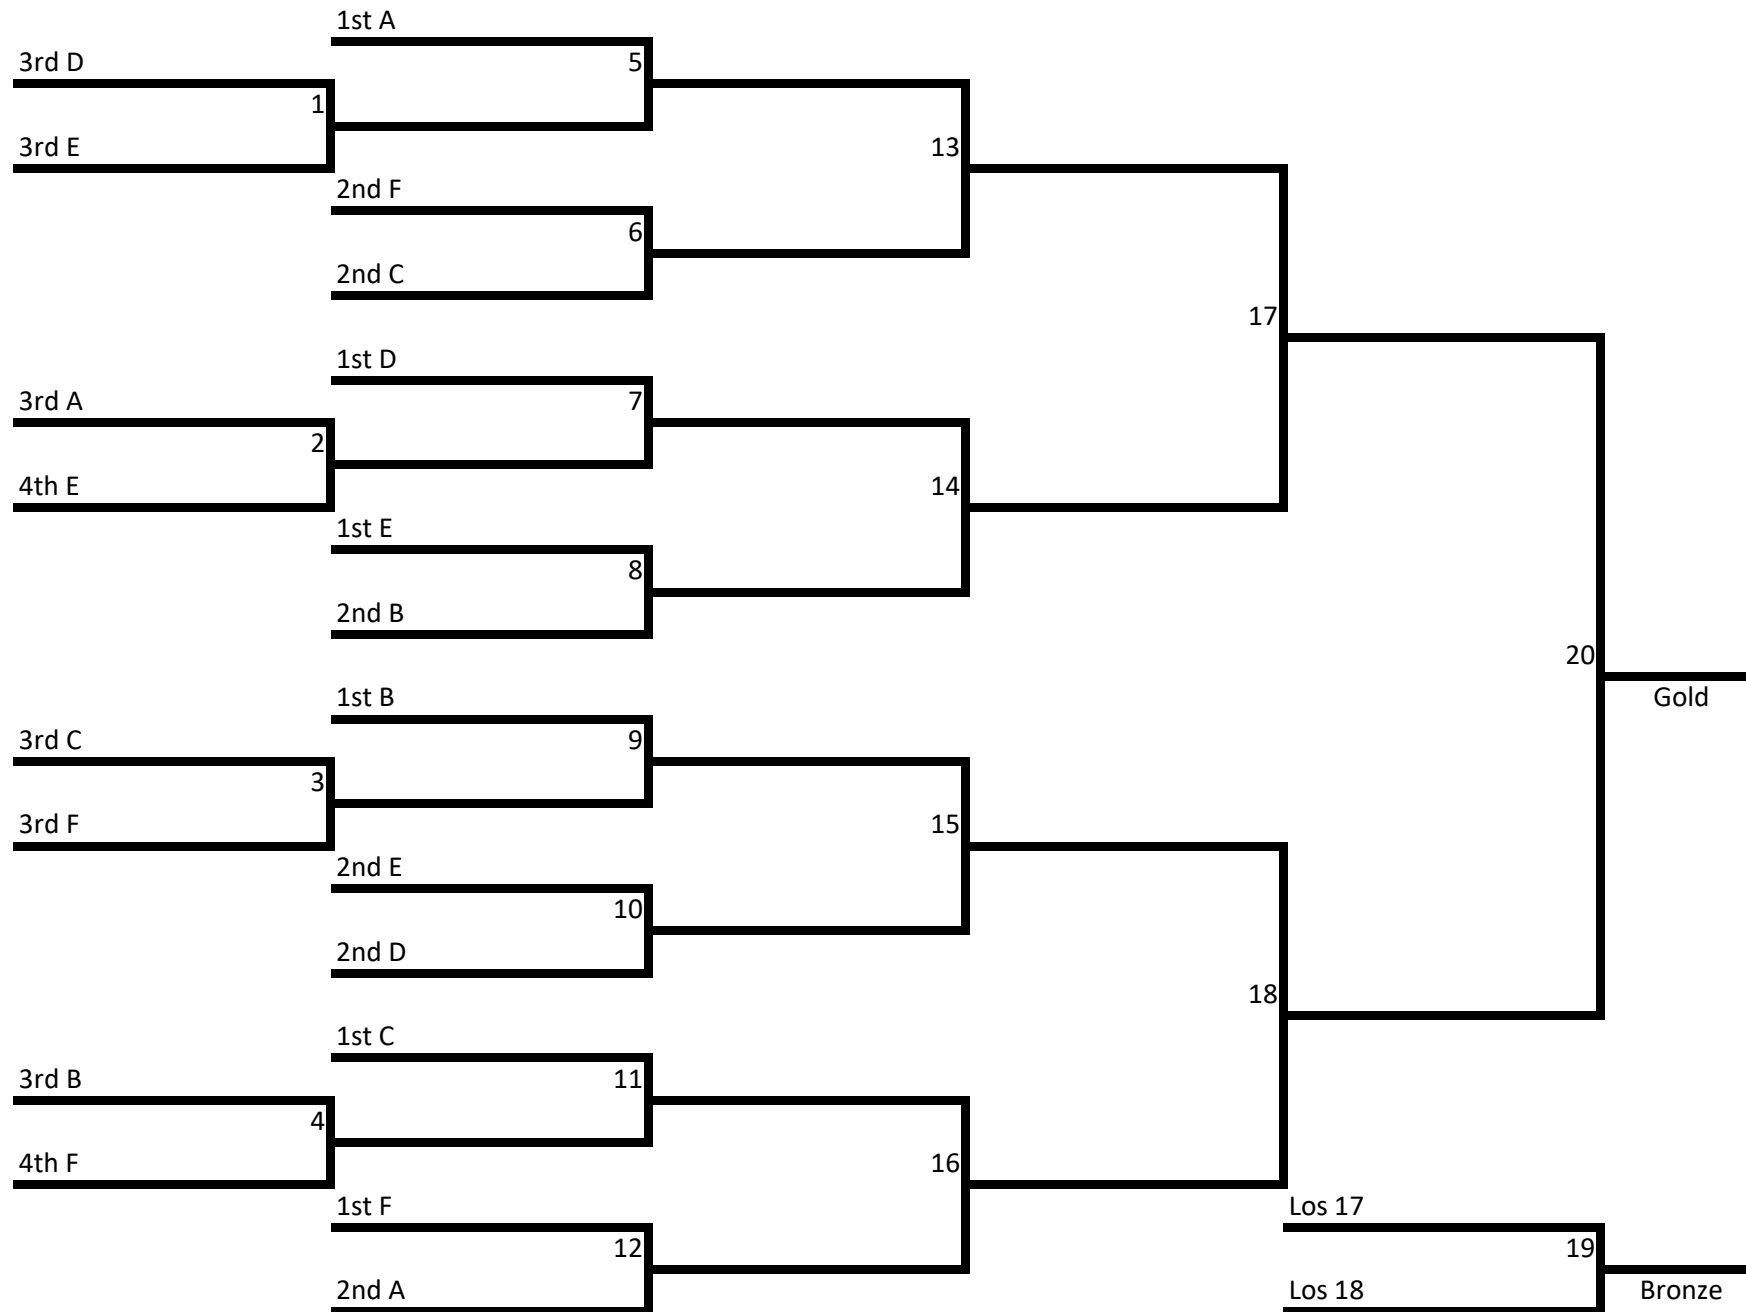 1st A
3rd D
5
1
3rd E
13
2nd F
6
2nd C
17
1st D
3rd A
7
2
4th E
14
1st E
8
2nd B
20
1st B
Gold
3rd C
9
3
3rd F
15
2nd E
10
2nd D
18
1st C
3rd B
11
4
4th F
16
1st F
Los 17
12
19
2nd A
Los 18
Bronze